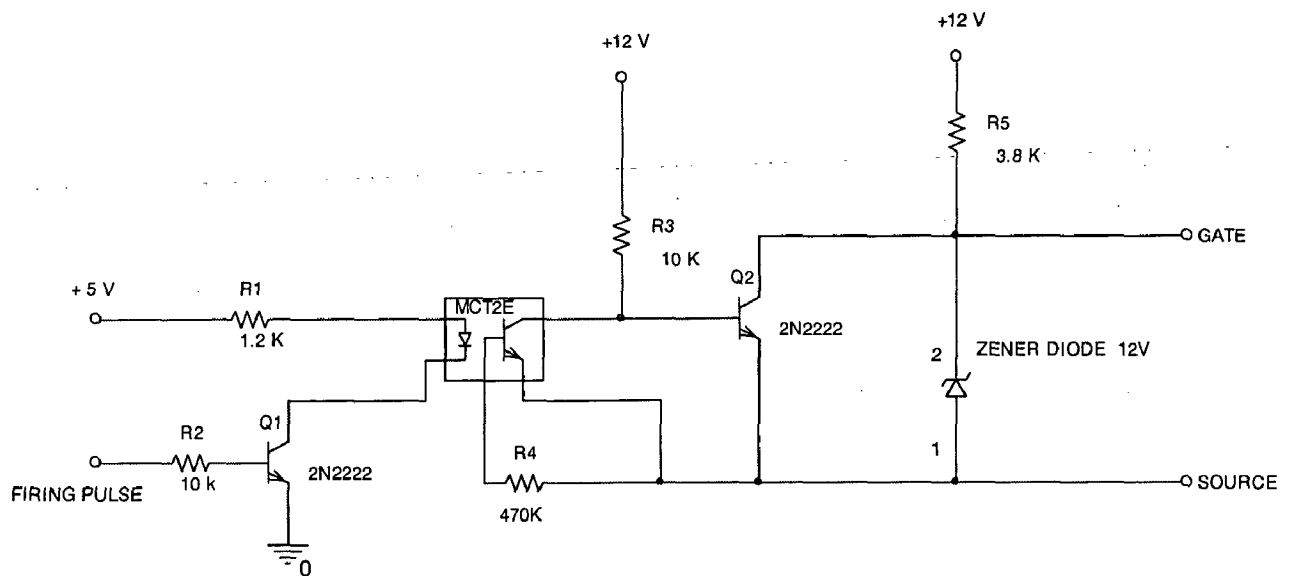 +12 V
+12 V
R5
3.8 K
R3
10 K
GATE
Q2
+ 5 V
R1
1.2 K
MCT2E
2N2222
2
ZENER DIODE 12V
1
Q1
R2
10 k
2N2222
R4
470K
SOURCE
FIRING PULSE
0